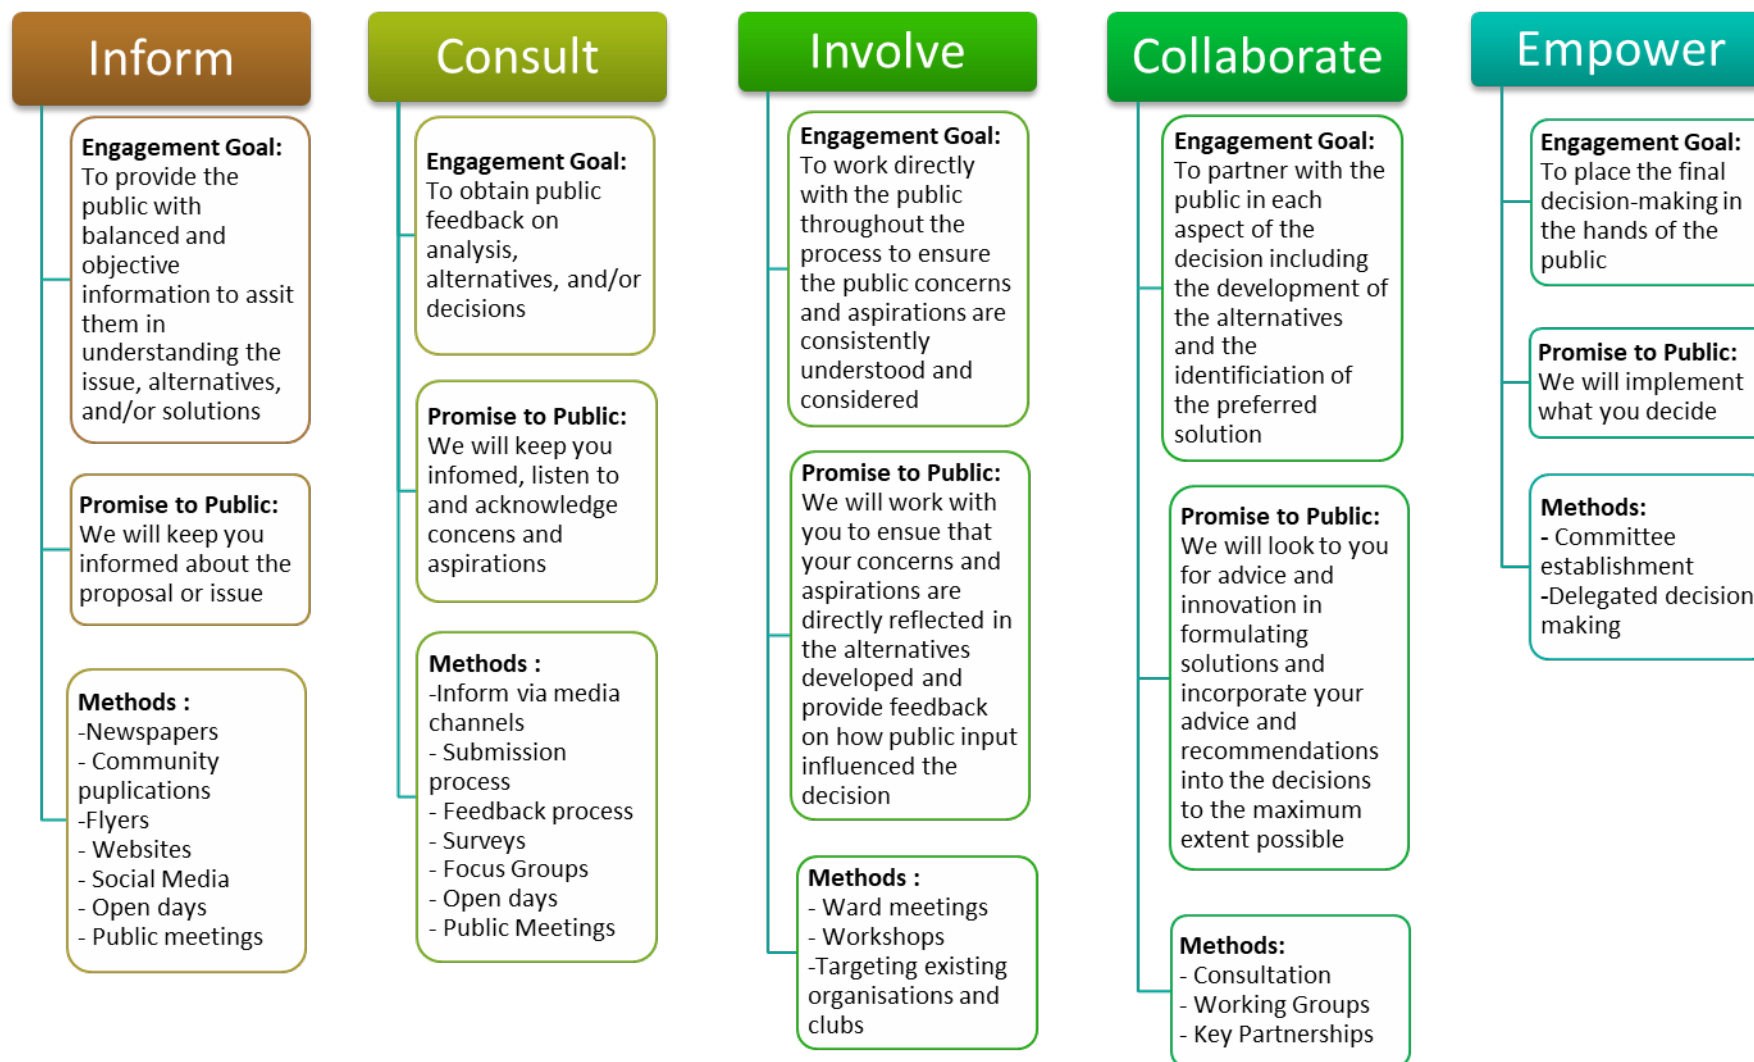 Inform
Engagement Goal:
To provide the
public with
balanced and
objective
information to assit
them in
understanding the
issue, alternatives,
and/or solutions
Promise to Public:
We will keep you
informed about the
proposal or issue
Methods :
-Newspapers
- Community
puplications
-Flyers
- Websites
- Social Media
- Open days
- Public meetings
Consult
Engagement Goal:
To obtain public
feedback on
analysis,
alternatives, and/or
decisions
Promise to Public:
We will keep you
infomed, listen to
and acknowledge
concens and
aspirations
Methods :
-Inform via media
channels
- Submission
process
- Feedback process
- Surveys
- Focus Groups
- Open days
- Public Meetings
Involve
Engagement Goal:
To work directly
with the public
throughout the
process to ensure
the public concerns
and aspirations are
consistently
understood and
considered
Promise to Public:
We will work with
you to ensue that
your concerns and
aspirations are
directly reflected in
the alternatives
developed and
provide feedback
on how public input
influenced the
decision
Methods :
- Ward meetings
- Workshops
-Targeting existing
organisations and
clubs
Collaborate
Engagement Goal:
To partner with the
public in each
aspect of the
decision including
the development of
the alternatives
and the
identificiation of
the preferred
solution
Promise to Public:
We will look to you
for advice and
innovation in
formulating
solutions and
incorporate your
advice and
recommendations
into the decisions
to the maximum
extent possible
Methods:
- Consultation
- Working Groups
- Key Partnerships
Empower
Engagement Goal:
To place the final
decision-making in
the hands of the
public
Promise to Public:
We will implement
what you decide
Methods:
- Committee
establishment
-Delegated decision
making